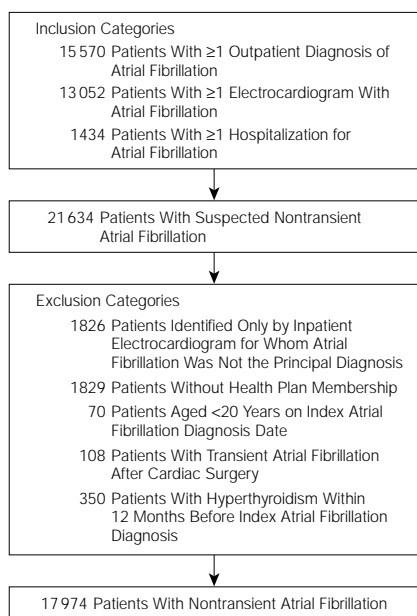 Inclusion Categories
15 570 Patients With ≥1 Outpatient Diagnosis of
Atrial Fibrillation
13 052 Patients With ≥1 Electrocardiogram With
Atrial Fibrillation
1434 Patients With ≥1 Hospitalization for
Atrial Fibrillation
21 634 Patients With Suspected Nontransient
Atrial Fibrillation
Exclusion Categories
1826 Patients Identified Only by Inpatient
Electrocardiogram for Whom Atrial
Fibrillation Was Not the Principal Diagnosis
1829 Patients Without Health Plan Membership
70 Patients Aged <20 Years on Index Atrial
Fibrillation Diagnosis Date
108 Patients With Transient Atrial Fibrillation
After Cardiac Surgery
350 Patients With Hyperthyroidism Within
12 Months Before Index Atrial Fibrillation
Diagnosis
17 974 Patients With Nontransient Atrial Fibrillation